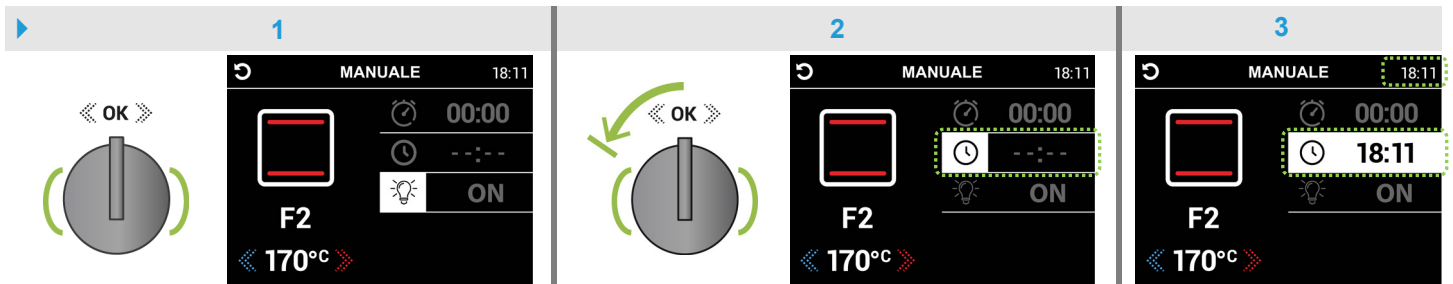 1
OK
MANUALE 18:11
00:00
--:--
ON
F2
170°C
2
OK
MANUALE 18:11
00:00
--:--
ON
F2
170°C
3
MANUALE 18:11
00:00
18:11
ON
F2
170°C